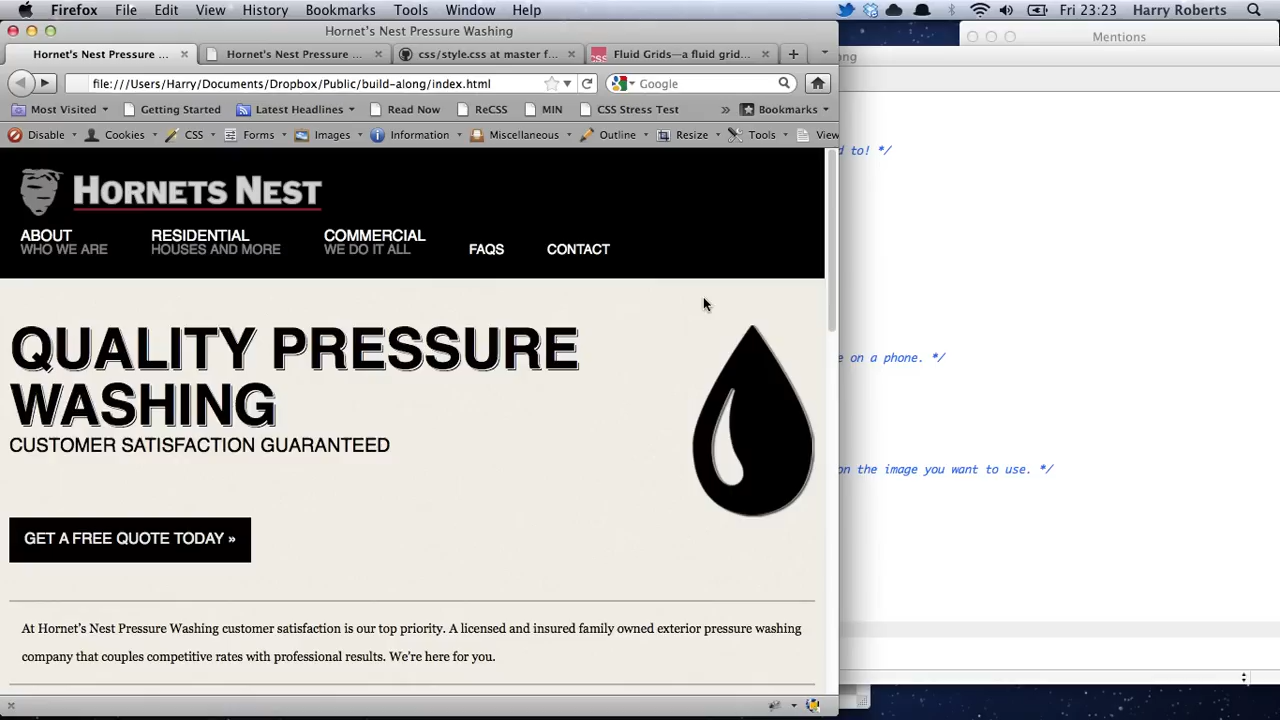 Firefox File Edit View History Bookmarks Tools Window Help Fri 23:23 Harry Roberts
Hornet's Nest Pressure Washing
Mentions
Hornet's Nest Pressure ... Hornet's Nest Pressure ... css/style.css at master f... Fluid Grids—a fluid grid...
file:///Users/Harry/Documents/Dropbox/Public/build-along/index.html Google
Most Visited Getting Started Latest Headlines Read Now ReCSS MIN CSS Stress Test » Bookmarks
Disable Cookies CSS Forms Images Information Miscellaneous Outline Resize Tools View
d to! */
HORNETS NEST
ABOUT RESIDENTIAL COMMERCIAL
WHO WE ARE HOUSES AND MORE WE DO IT ALL FAQS CONTACT
QUALITY PRESSURE
WASHING
e on a phone. */
CUSTOMER SATISFACTION GUARANTEED
on the image you want to use. */
GET A FREE QUOTE TODAY »
At Hornet's Nest Pressure Washing customer satisfaction is our top priority. A licensed and insured family owned exterior pressure washing
company that couples competitive rates with professional results. We're here for you.